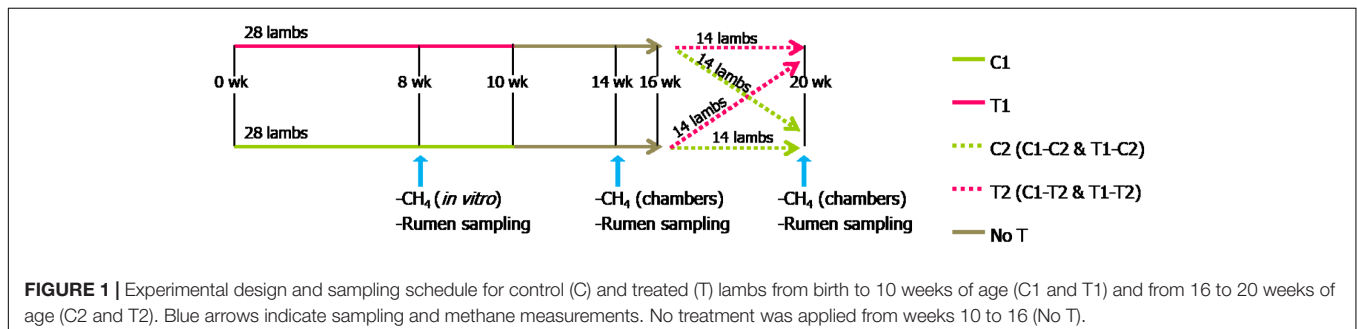 28 lambs
14 lambs
14 lambs
0 wk
8 wk
10 wk
14 wk
16 wk
20 wk
28 lambs
14 lambs
14 lambs
-CH₄ (in vitro)
-Rumen sampling
-CH₄ (chambers)
-Rumen sampling
-CH₄ (chambers)
-Rumen sampling
C1
T1
C2 (C1-C2 & T1-C2)
T2 (C1-T2 & T1-T2)
No T
FIGURE 1 | Experimental design and sampling schedule for control (C) and treated (T) lambs from birth to 10 weeks of age (C1 and T1) and from 16 to 20 weeks of
age (C2 and T2). Blue arrows indicate sampling and methane measurements. No treatment was applied from weeks 10 to 16 (No T).